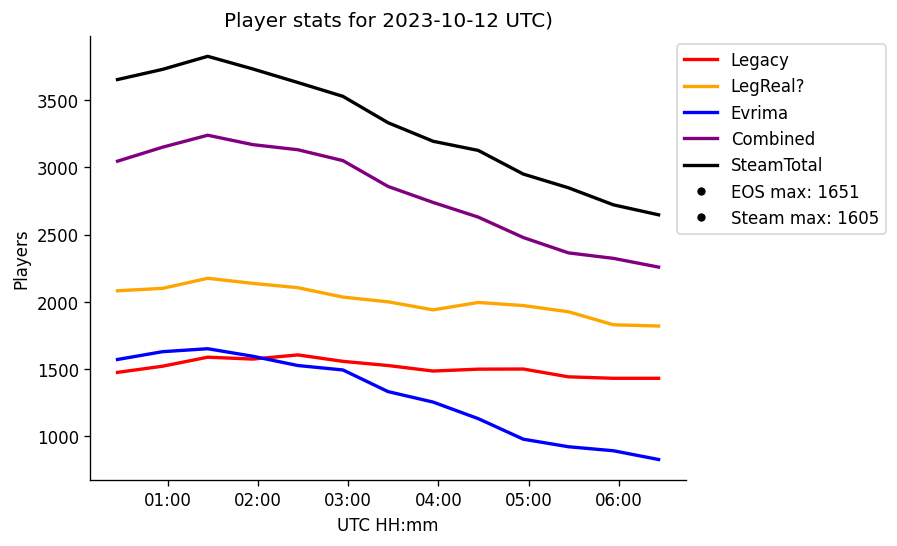 Player stats for 2023-10-12 UTC)
Legacy
LegReal?
Evrima
Combined
SteamTotal
EOS max: 1651
Steam max: 1605
3500
3000
2500
2000
1500
1000
Players
01:00 02:00 03:00 04:00 05:00 06:00
UTC HH:mm